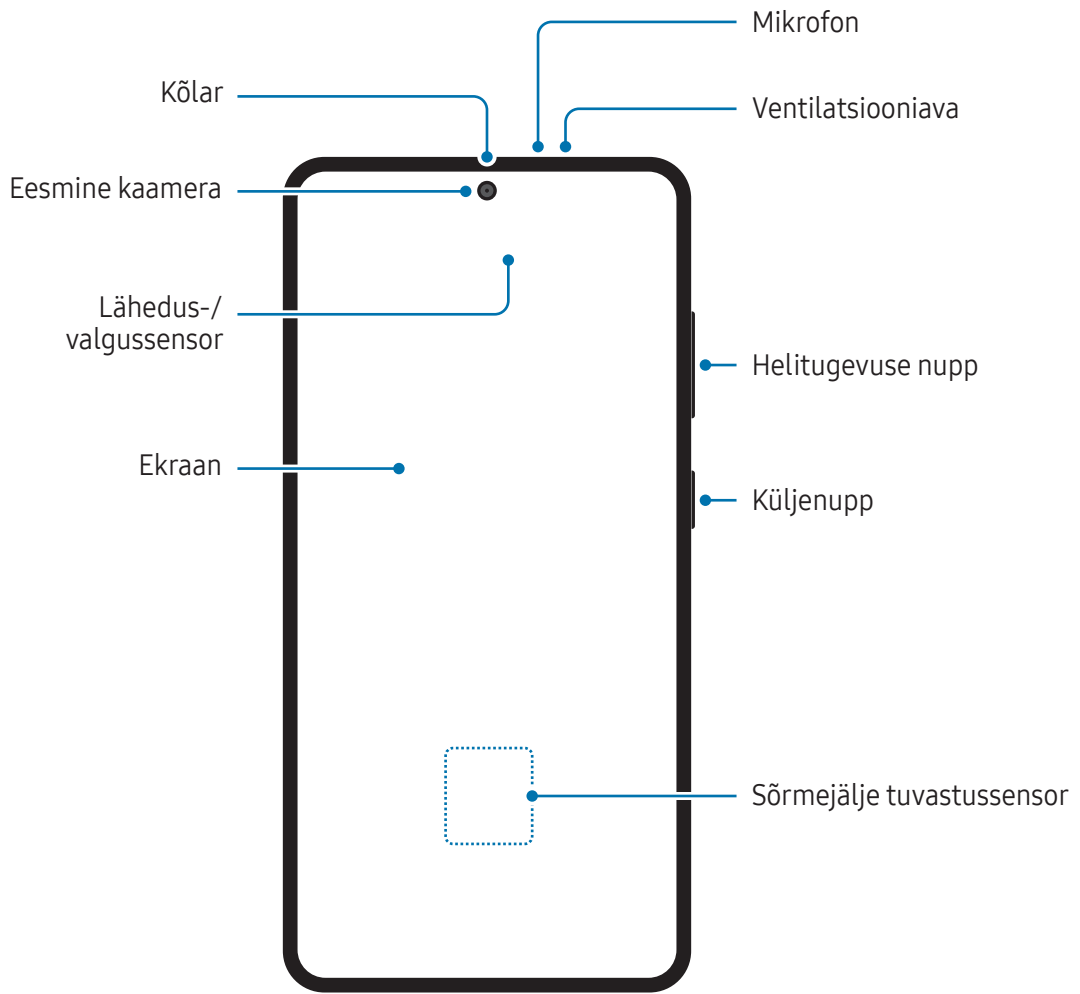 Mikrofon
Kõlar
Ventilatsiooniava
Eesmine kaamera
Lähedus-/
valgussensor
Helitugevuse nupp
Ekraan
Küljenupp
Sõrmejälje tuvastussensor